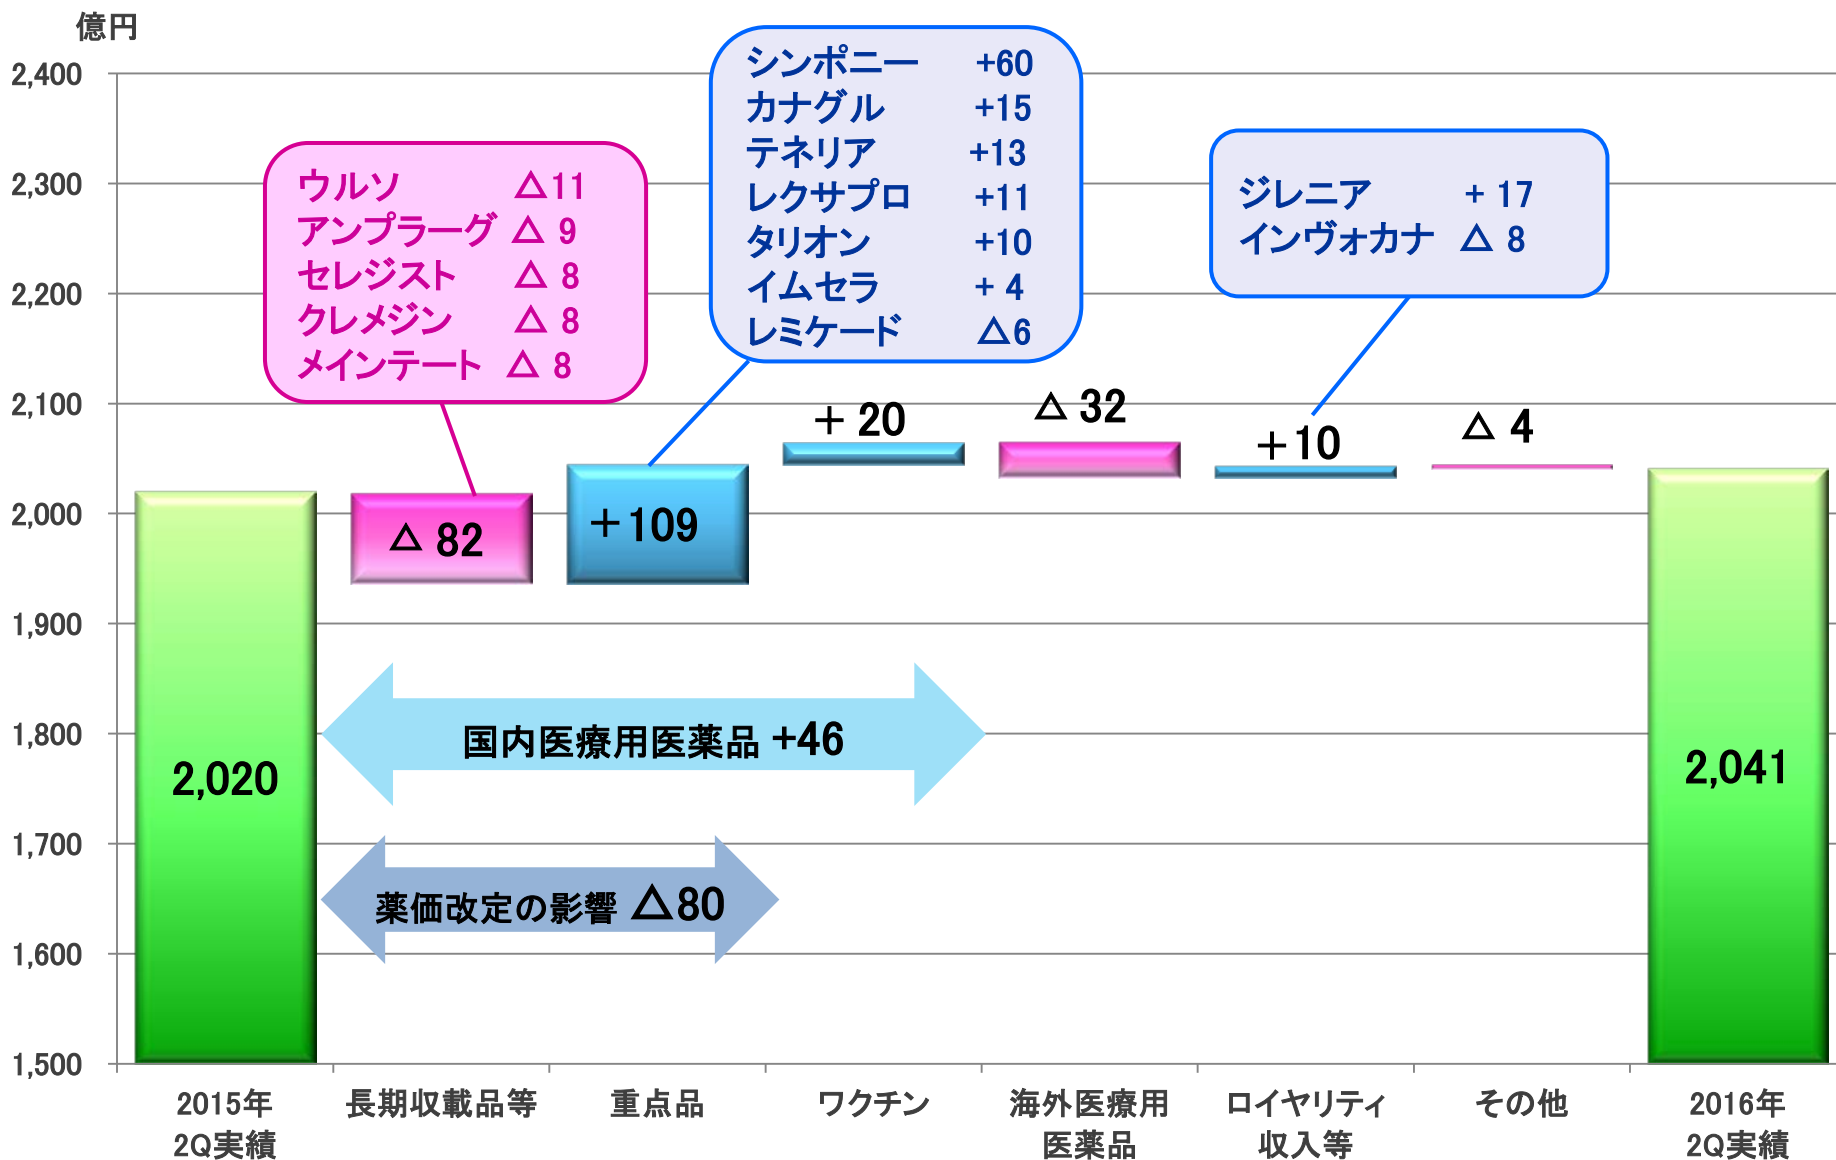 億円
2,400
2,300
2,200
2,100
2,000
1,900
1,800
1,700
1,600
1,500
ウルソ △11
アンプラーグ △ 9
セレジスト △ 8
クレメジン △ 8
メインテート △ 8
シンポニー +60
カナグル +15
テネリア +13
レクサプロ +11
タリオン +10
イムセラ + 4
レミケード △6
ジレニア + 17
インヴォカナ △ 8
2,020
△ 82
＋109
＋ 20
△ 32
＋10
△ 4
2,041
国内医療用医薬品 +46
薬価改定の影響 △80
2015年
2Q実績
長期収載品等
重点品
ワクチン
海外医療用
医薬品
ロイヤリティ
収入等
その他
2016年
2Q実績